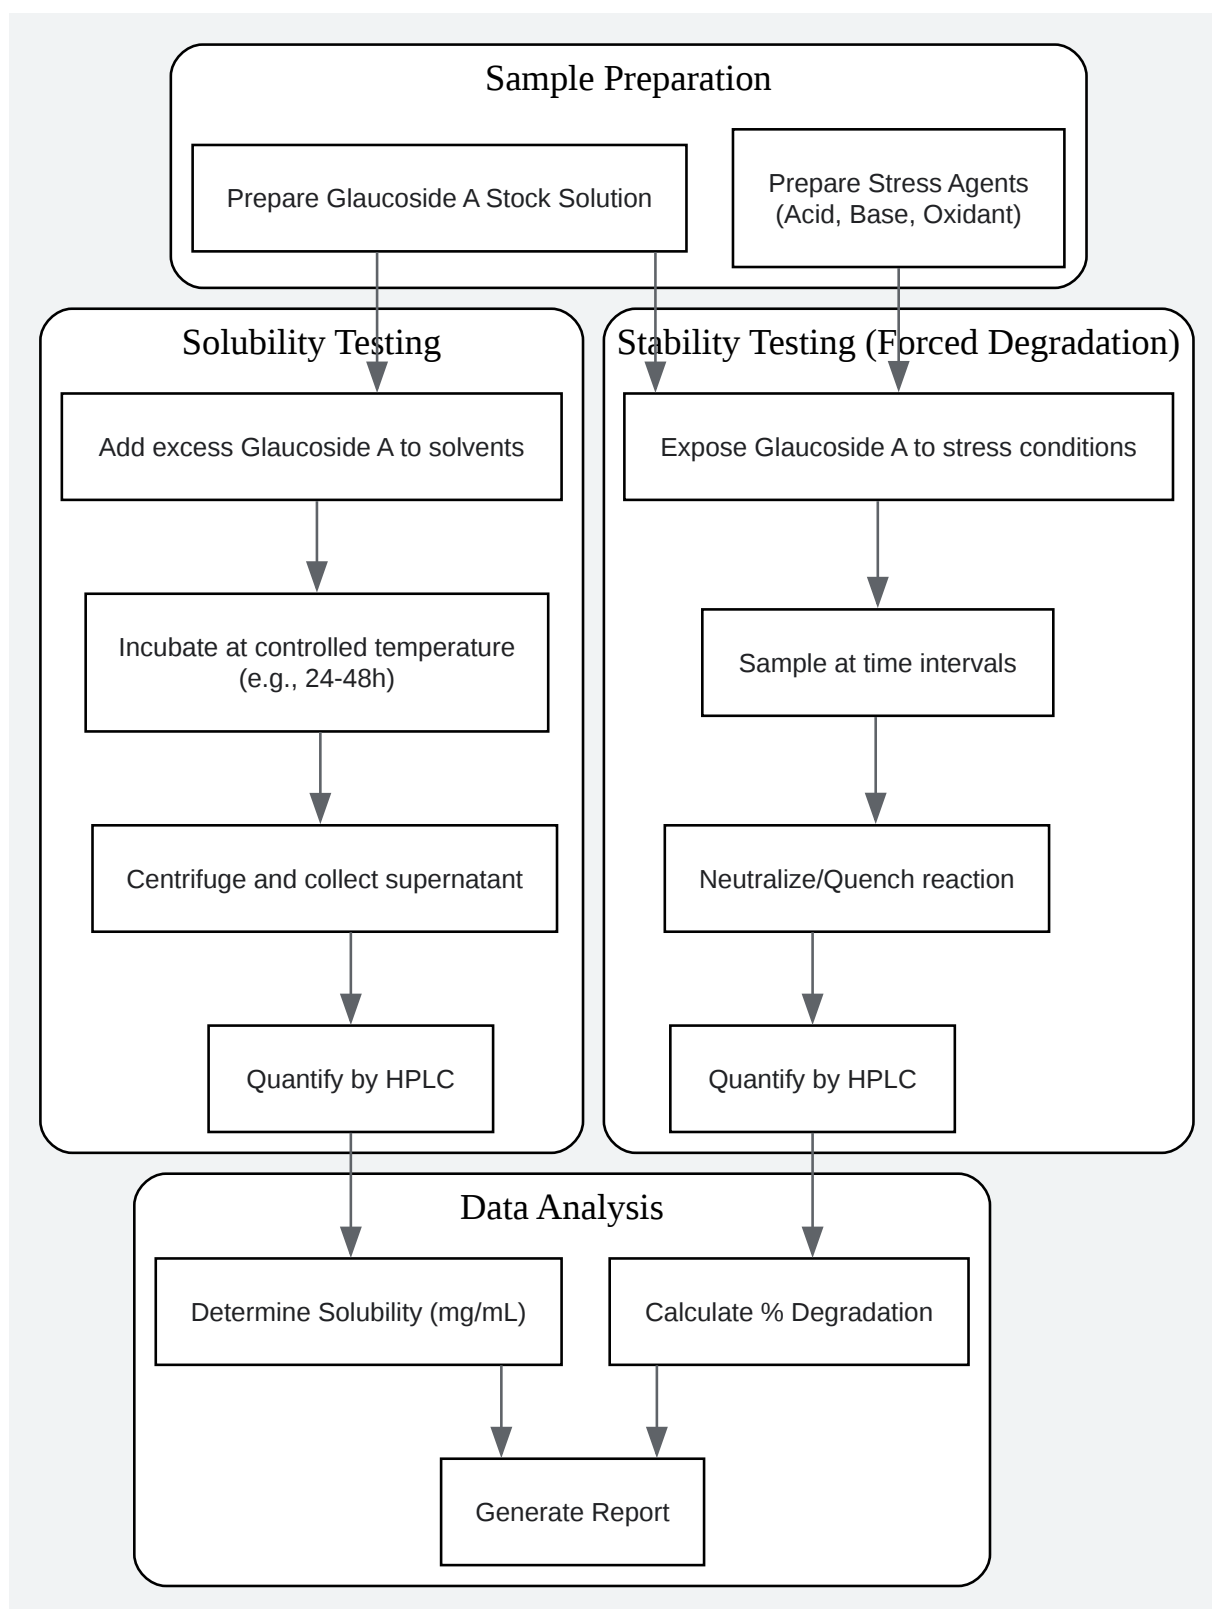 Sample Preparation
Prepare Glaucoside A Stock Solution
Prepare Stress Agents
(Acid, Base, Oxidant)
Solubility Testing
Add excess Glaucoside A to solvents
Incubate at controlled temperature
(e.g., 24-48h)
Centrifuge and collect supernatant
Quantify by HPLC
Stability Testing (Forced Degradation)
Expose Glaucoside A to stress conditions
Sample at time intervals
Neutralize/Quench reaction
Quantify by HPLC
Data Analysis
Determine Solubility (mg/mL)
Calculate % Degradation
Generate Report